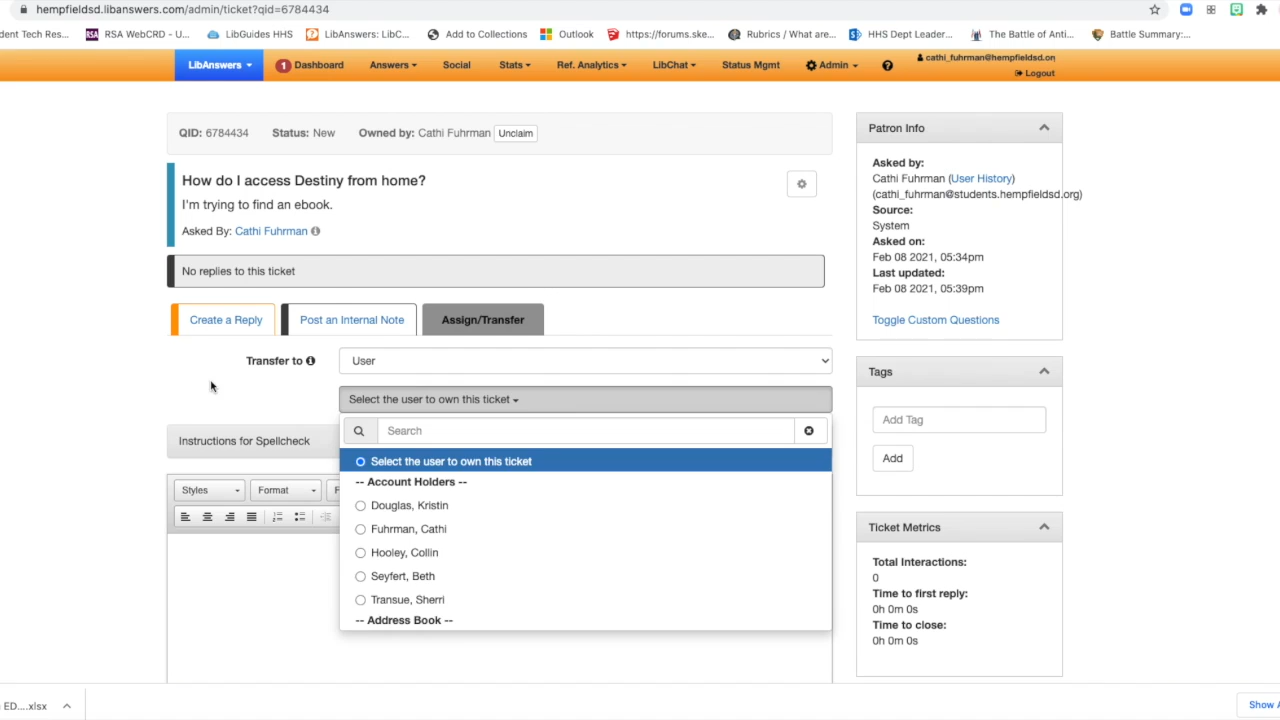 hempfieldsd.libanswers.com/admin/ticket?qid=6784434
dent Tech Res... RSA WebCRD - U... LibGuides HHS LibAnswers: LibC... Add to Collections Outlook https://forums.ske... Rubrics / What are... HHS Dept Leader... The Battle of Anti... Battle Summary:...
LibAnswers 1 Dashboard Answers Social Stats Ref. Analytics LibChat Status Mgmt Admin cathi_fuhrman@hempfieldsd.or
Logout
QID: 6784434 Status: New Owned by: Cathi Fuhrman Unclaim
How do I access Destiny from home?
I'm trying to find an ebook.
Asked By: Cathi Fuhrman
No replies to this ticket
Create a Reply Post an Internal Note Assign/Transfer
Transfer to User
Select the user to own this ticket
Search
Select the user to own this ticket
-- Account Holders --
Douglas, Kristin
Fuhrman, Cathi
Hooley, Collin
Seyfert, Beth
Transue, Sherri
-- Address Book --
Instructions for Spellcheck
Styles Format F
Patron Info
Asked by:
Cathi Fuhrman (User History)
(cathi_fuhrman@students.hempfieldsd.org)
Source:
System
Asked on:
Feb 08 2021, 05:34pm
Last updated:
Feb 08 2021, 05:39pm
Toggle Custom Questions
Tags
Add Tag
Add
Ticket Metrics
Total Interactions:
0
Time to first reply:
0h 0m 0s
Time to close:
0h 0m 0s
ED....xlsx
Show A